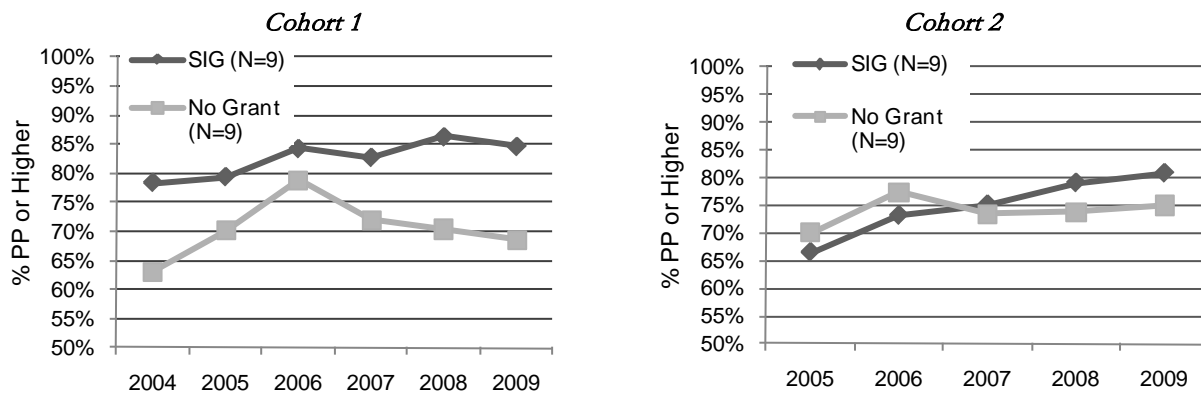 Cohort 1
% PP or Higher
100%
95%
90%
85%
80%
75%
70%
65%
60%
55%
50%
SIG (N=9)
No Grant
(N=9)
2004 2005 2006 2007 2008 2009
Cohort 2
% PP or Higher
100%
95%
90%
85%
80%
75%
70%
65%
60%
55%
50%
SIG (N=9)
No Grant
(N=9)
2005 2006 2007 2008 2009